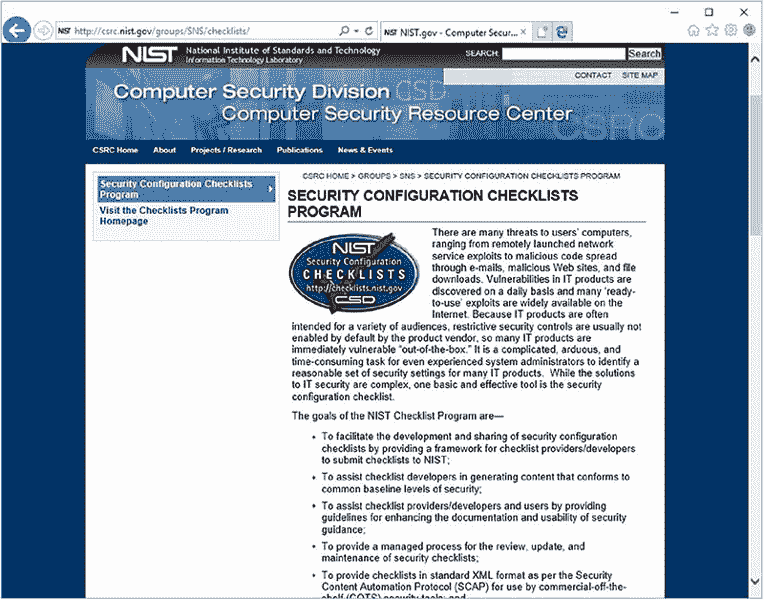 NIST http://csrc.nist.gov/groups/SNS/checklists/
NIST NIST.gov - Computer Secur...
NIST National Institute of Standards and Technology
Information Technology Laboratory
SEARCH: Search
CONTACT SITE MAP
Computer Security Division CSD
Computer Security Resource Center
CSRC
CSRC Home About Projects / Research Publications News & Events
Security Configuration Checklists
Program
Visit the Checklists Program
Homepage
CSRC HOME > GROUPS > SNS > SECURITY CONFIGURATION CHECKLISTS PROGRAM
SECURITY CONFIGURATION CHECKLISTS
PROGRAM
NIST
Security Configuration
CHECKLISTS
http://checklists.nist.gov
CSD
There are many threats to users' computers,
ranging from remotely launched network
service exploits to malicious code spread
through e-mails, malicious Web sites, and file
downloads. Vulnerabilities in IT products are
discovered on a daily basis and many 'ready-
to-use' exploits are widely available on the
Internet. Because IT products are often
intended for a variety of audiences, restrictive security controls are usually not
enabled by default by the product vendor, so many IT products are
immediately vulnerable "out-of-the-box." It is a complicated, arduous, and
time-consuming task for even experienced system administrators to identify a
reasonable set of security settings for many IT products. While the solutions
to IT security are complex, one basic and effective tool is the security
configuration checklist.
The goals of the NIST Checklist Program are—
• To facilitate the development and sharing of security configuration
checklists by providing a framework for checklist providers/developers
to submit checklists to NIST;
• To assist checklist developers in generating content that conforms to
common baseline levels of security;
• To assist checklist providers/developers and users by providing
guidelines for enhancing the documentation and usability of security
guidance;
• To provide a managed process for the review, update, and
maintenance of security checklists;
• To provide checklists in standard XML format as per the Security
Content Automation Protocol (SCAP) for use by commercial-off-the-
shelf (COTS) security tools; and